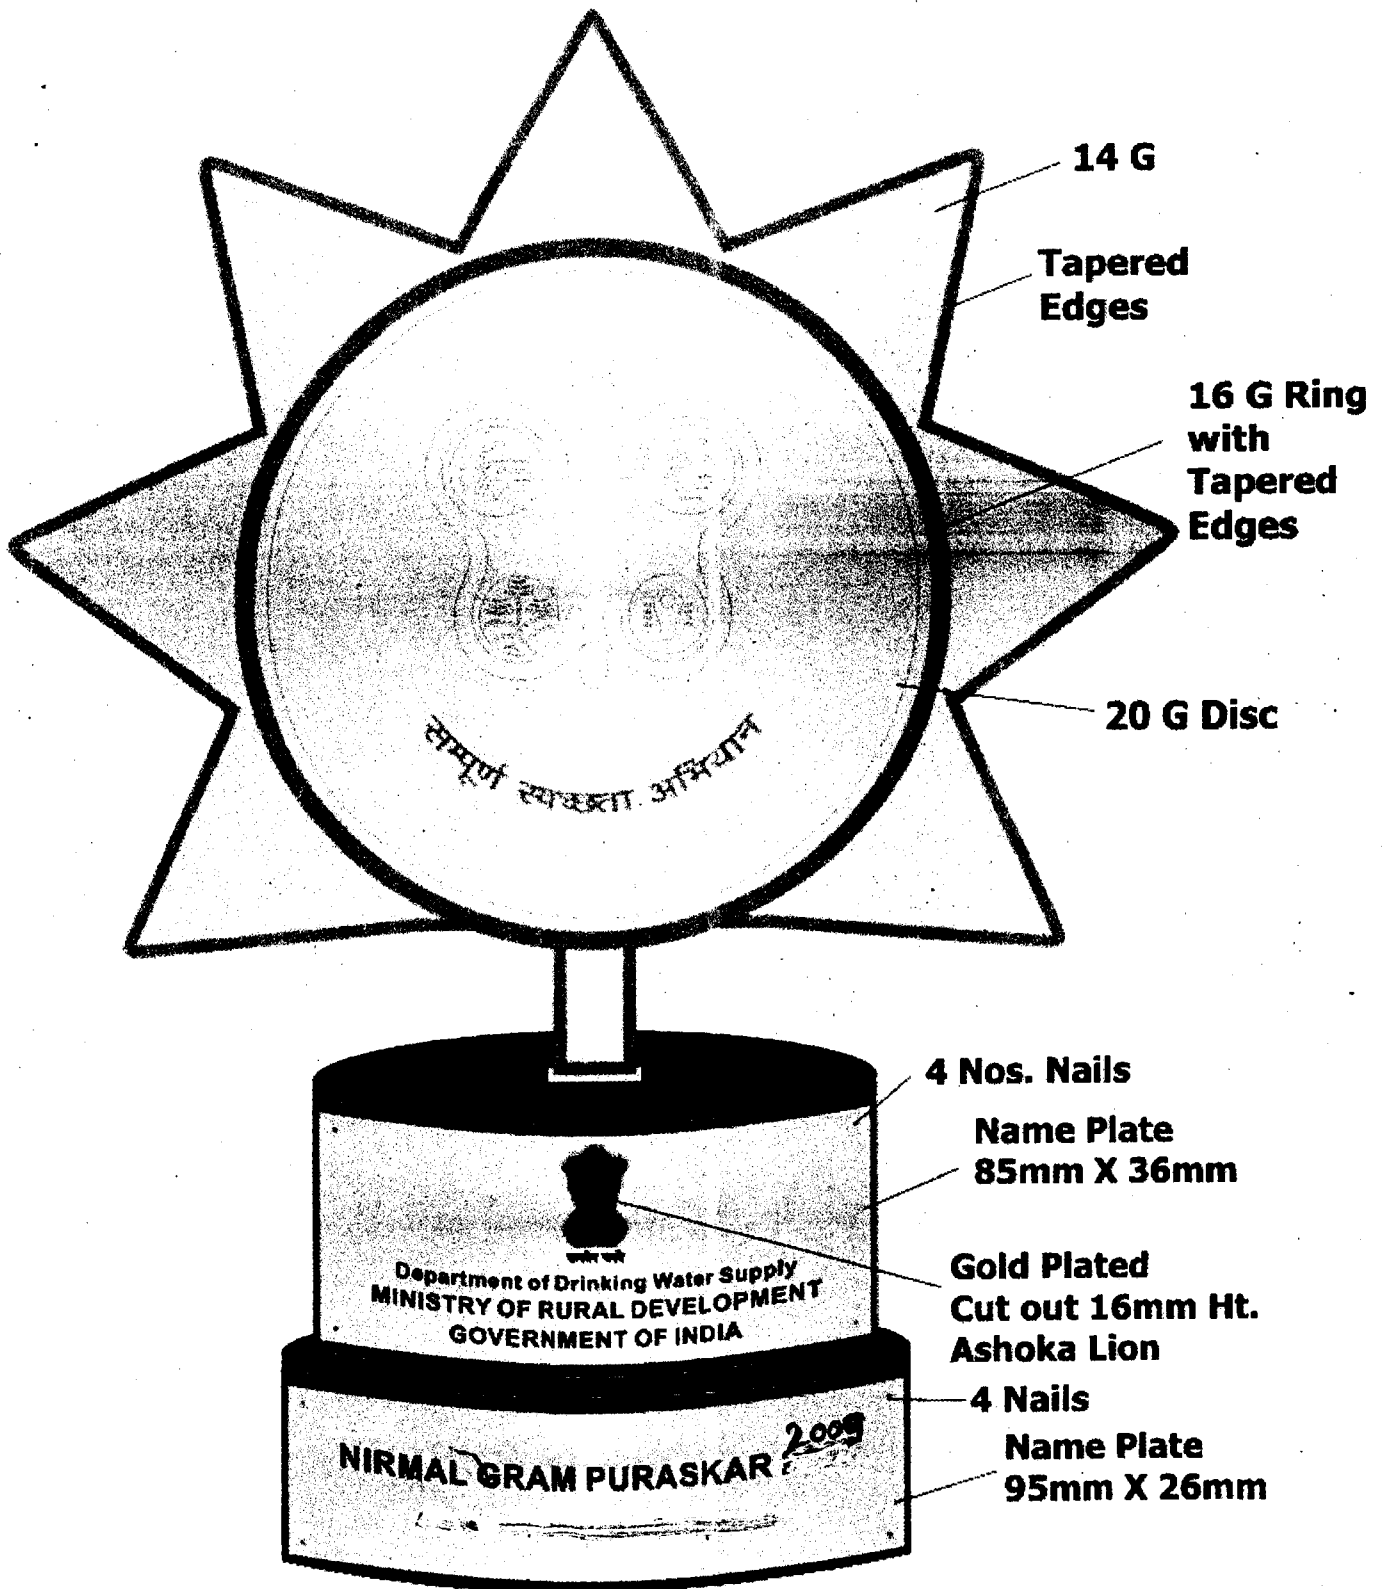 14 G
Tapered
Edges
16 G Ring
with
Tapered
Edges
20 G Disc
सम्पूर्ण स्वच्छता अभियान
4 Nos. Nails
Name Plate
85mm X 36mm
Department of Drinking Water Supply
MINISTRY OF RURAL DEVELOPMENT
GOVERNMENT OF INDIA
Gold Plated
Cut out 16mm Ht.
Ashoka Lion
4 Nails
NIRMAL GRAM PURASKAR 2009
Name Plate
95mm X 26mm